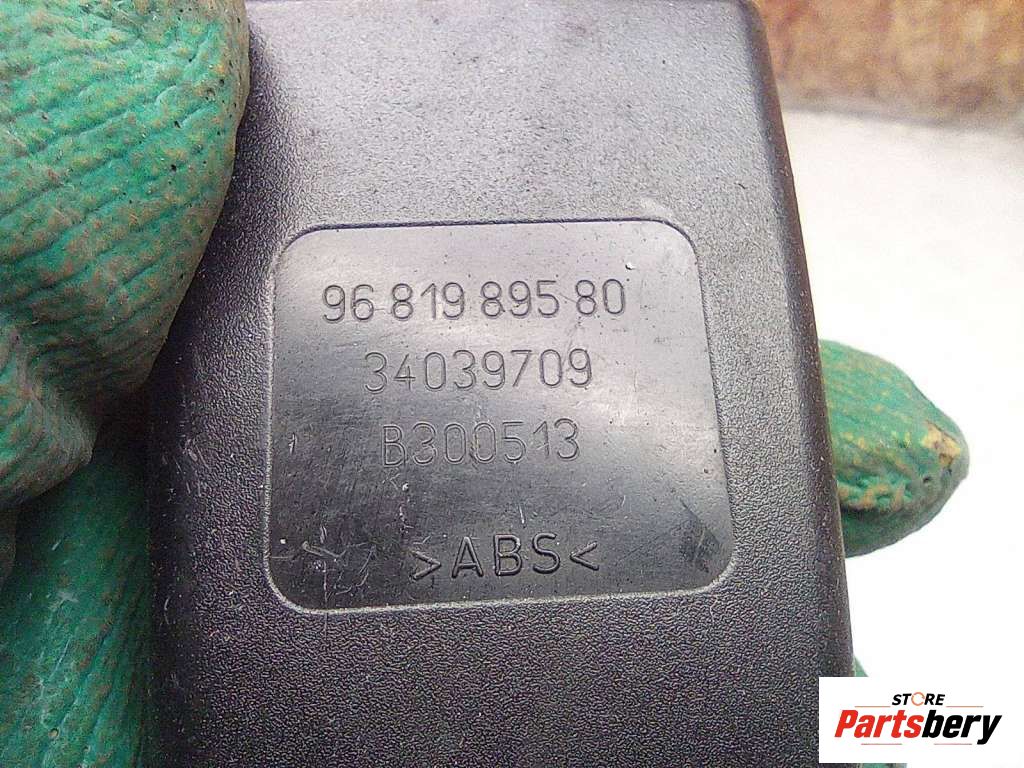 96 819 895 80
34039709
B300513
>ABS<
STORE
Partsbery